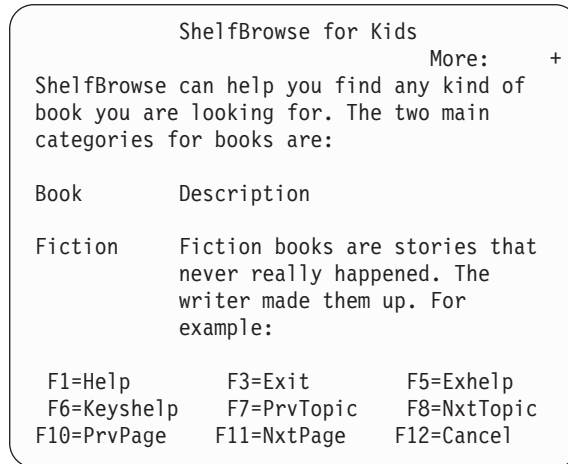 ShelfBrowse for Kids
More: +
ShelfBrowse can help you find any kind of
book you are looking for. The two main
categories for books are:
Book Description
Fiction Fiction books are stories that
never really happened. The
writer made them up. For
example:
F1=Help F3=Exit F5=Exhelp
F6=Keyshelp F7=PrvTopic F8=NxtTopic
F10=PrvPage F11=NxtPage F12=Cancel